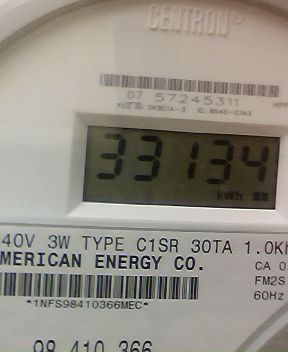 CENTRON®
07 57245311
33134
kWh
40V 3W TYPE C1SR 30TA 1.0Kh
MERICAN ENERGY CO.
CA 0
FM2S
60Hz
*1NFS98410366MEC*
98 410 366